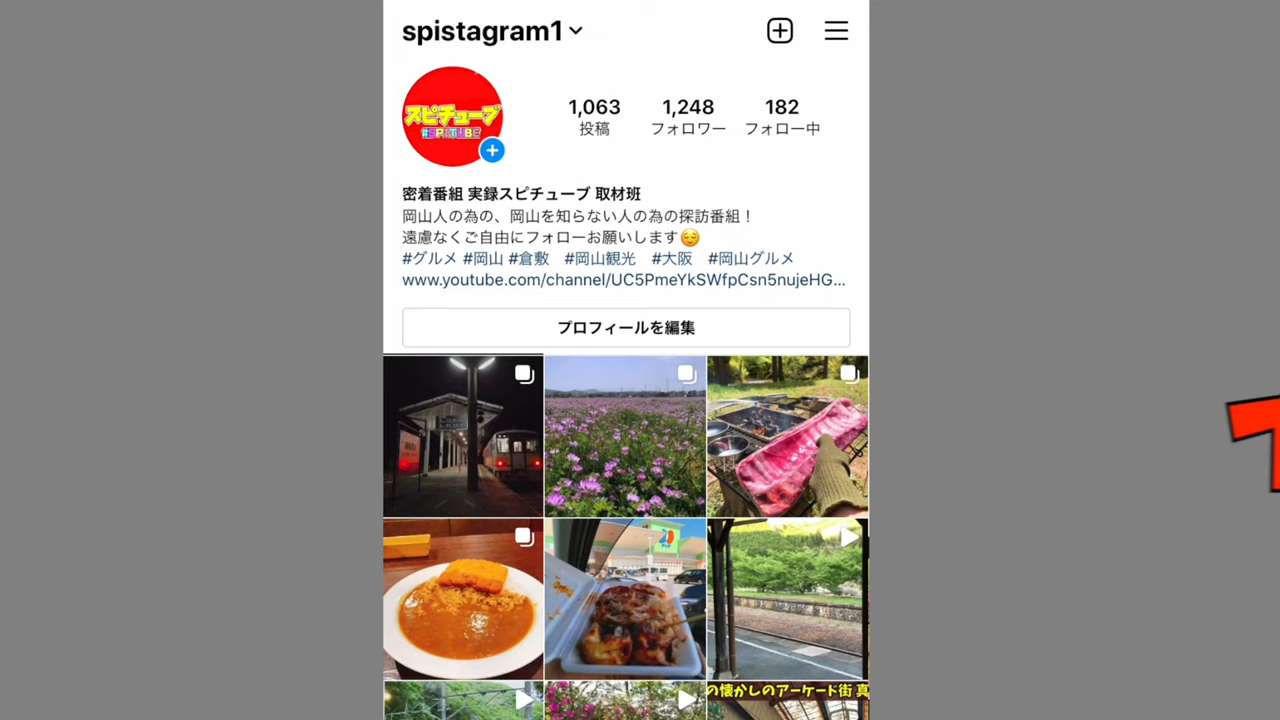 spistagram1
スピチューブ
#SPITUBE
1,063 1,248 182
投稿 フォロワー フォロー中
密着番組 実録スピチューブ 取材班
岡山人の為の、岡山を知らない人の為の探訪番組！
遠慮なくご自由にフォローお願いします😌
#グルメ #岡山 #倉敷 #岡山観光 #大阪 #岡山グルメ
www.youtube.com/channel/UC5PmeYkSWfpCsn5nujeHG...
プロフィールを編集
の懐かしのアーケード街 真